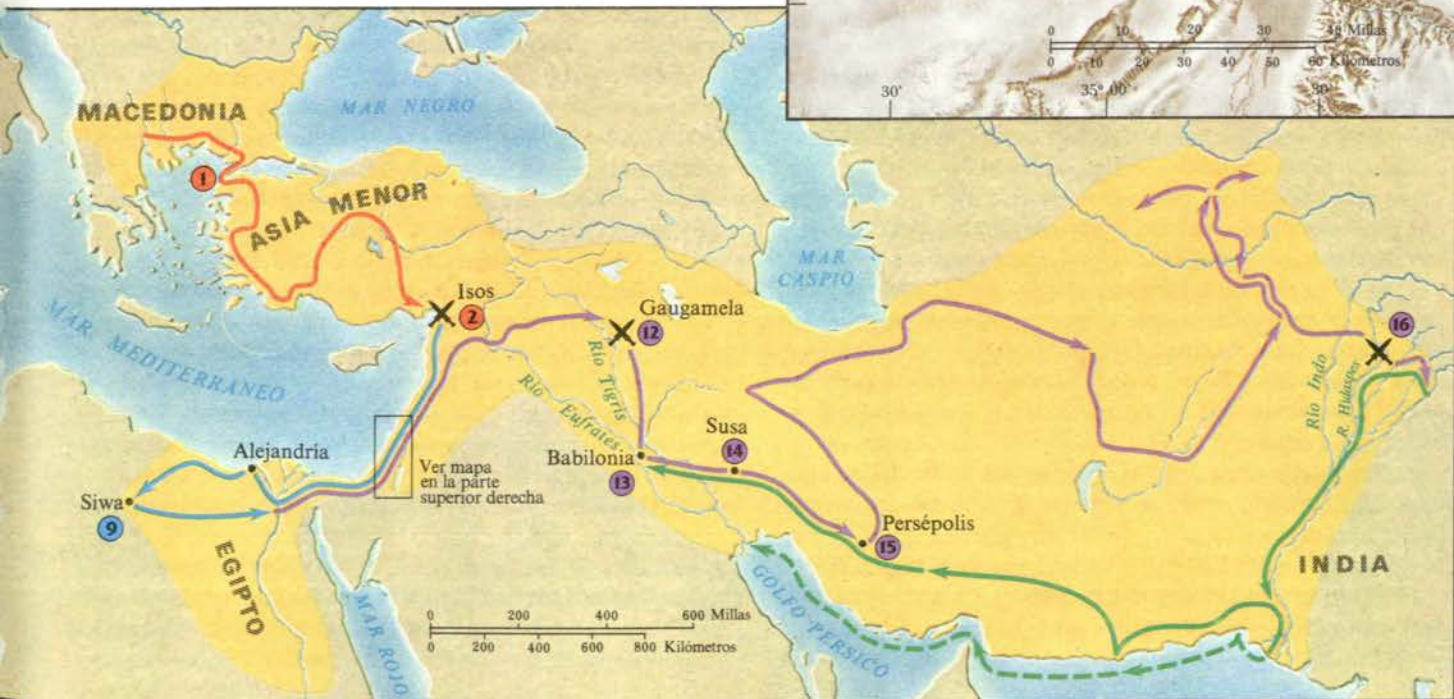 0 10 20 30 40 Millas
0 10 20 30 40 50 60 Kilómetros
30' 35° 00' 30'
MACEDONIA
MAR NEGRO
1
ASIA MENOR
MAR CASPIO
Isos
2
Gaugamela
12
16
MAR MEDITERRANEO
Río Tigris
Río Eufrates
Río Indo
R. Hidaspes
Alejandría
Susa
14
Babilonia
13
Ver mapa
en la parte
superior derecha
Siwa
9
Persépolis
15
EGIPTO
INDIA
GOLFO PERSICO
MAR ROJO
0 200 400 600 Millas
0 200 400 600 800 Kilómetros